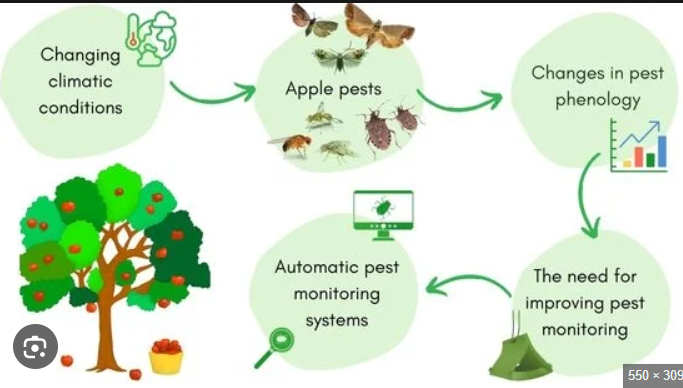 Changing
climatic
conditions
Apple pests
Changes in pest
phenology
The need for
improving pest
monitoring
Automatic pest
monitoring
systems
550 × 309